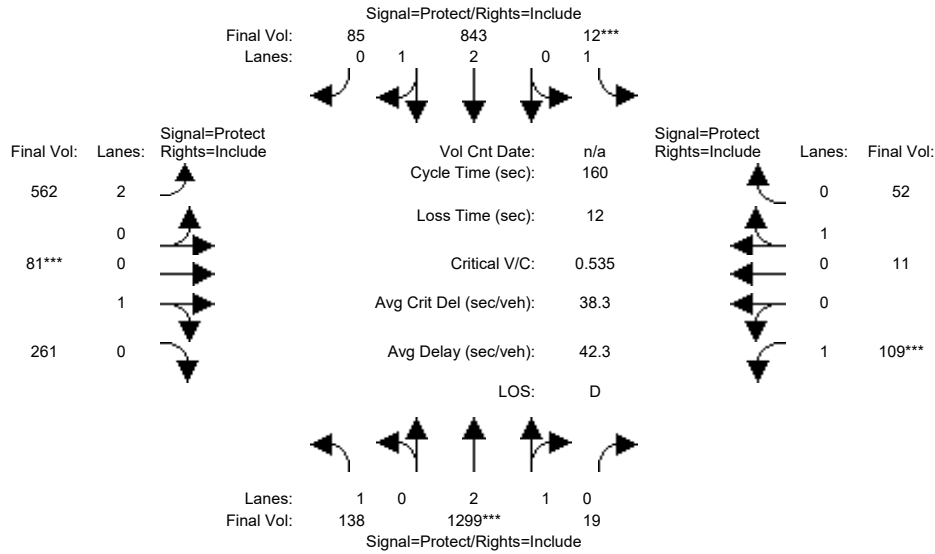 Signal=Protect/Rights=Include
Final Vol: 85 843 12***
Lanes: 0 1 2 0 1
Signal=Protect Signal=Protect
Final Vol: Lanes: Rights=Include Vol Cnt Date: n/a Rights=Include Lanes: Final Vol:
Cycle Time (sec): 160
562 2 0 52
Loss Time (sec): 12
0 1
81*** 0 Critical V/C: 0.535 0 11
1 Avg Crit Del (sec/veh): 38.3 0
261 0 Avg Delay (sec/veh): 42.3 1 109***
LOS: D
Lanes: 1 0 2 1 0
Final Vol: 138 1299*** 19
Signal=Protect/Rights=Include